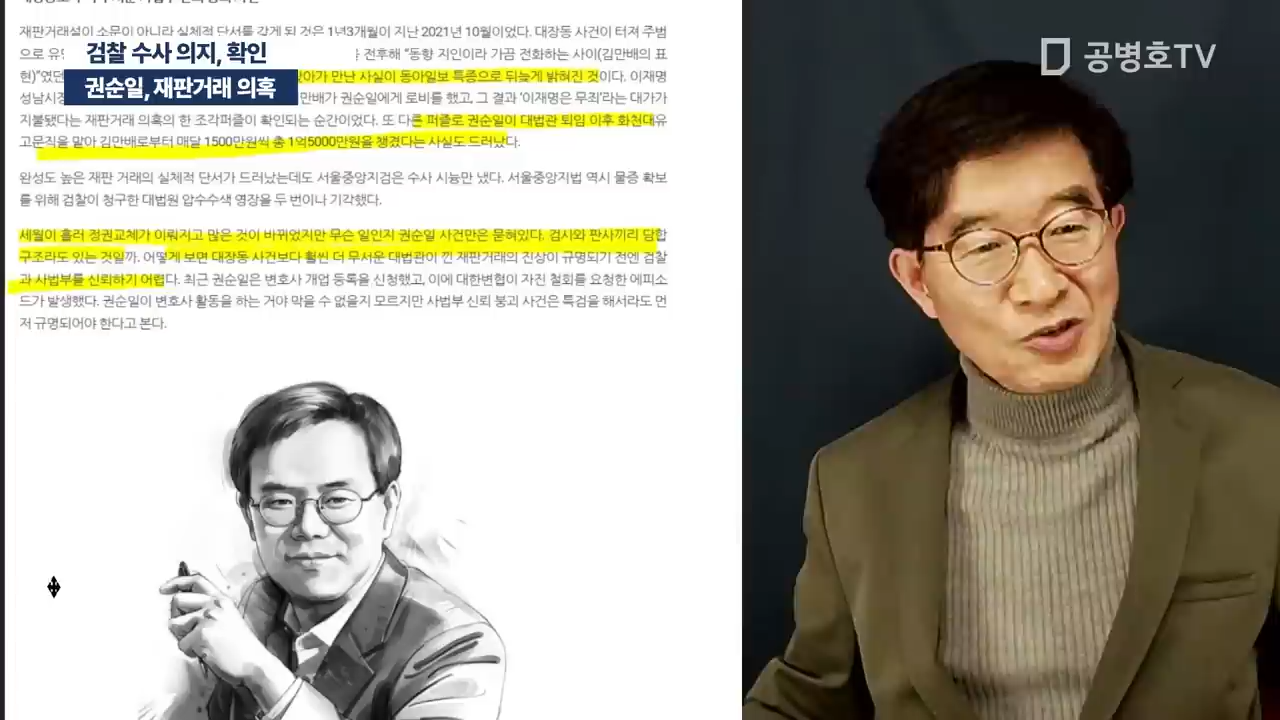 재판거래설이 소문이 아니라 실체적 단서를 갖게 된 것은 1년3개월이 지난 2021년 10월이었다. 대장동 사건이 터져 주범
으로 유 전후해 “동향 지인이라 가끔 전화하는 사이(김만배의 표
현)”였던 찾아가 만난 사실이 동아일보 특종으로 뒤늦게 밝혀진 것이다. 이재명
성남시장 만배가 권순일에게 로비를 했고, 그 결과 ‘이재명은 무죄’라는 대가가
지불됐다는 재판거래 의혹의 한 조각퍼즐이 확인되는 순간이었다. 또 다른 퍼즐로 권순일이 대법관 퇴임 이후 화천대유
고문직을 맡아 김만배로부터 매달 1500만원씩 총 1억5000만원을 챙겼다는 사실도 드러났다.
완성도 높은 재판 거래의 실체적 단서가 드러났는데도 서울중앙지검은 수사 시늉만 냈다. 서울중앙지법 역시 물증 확보
를 위해 검찰이 청구한 대법원 압수수색 영장을 두 번이나 기각했다.
세월이 흘러 정권교체가 이뤄지고 많은 것이 바뀌었지만 무슨 일인지 권순일 사건만은 묻혀있다. 검사와 판사끼리 담합
구조라도 있는 것일까. 어떻게 보면 대장동 사건보다 훨씬 더 무서운 대법관이 낀 재판거래의 진상이 규명되기 전엔 검찰
과 사법부를 신뢰하기 어렵다. 최근 권순일은 변호사 개업 등록을 신청했고, 이에 대한변협이 자진 철회를 요청한 에피소
드가 발생했다. 권순일이 변호사 활동을 하는 거야 막을 수 없을지 모르지만 사법부 신뢰 붕괴 사건은 특검을 해서라도 먼
저 규명되어야 한다고 본다.
검찰 수사 의지, 확인
권순일, 재판거래 의혹
공병호TV